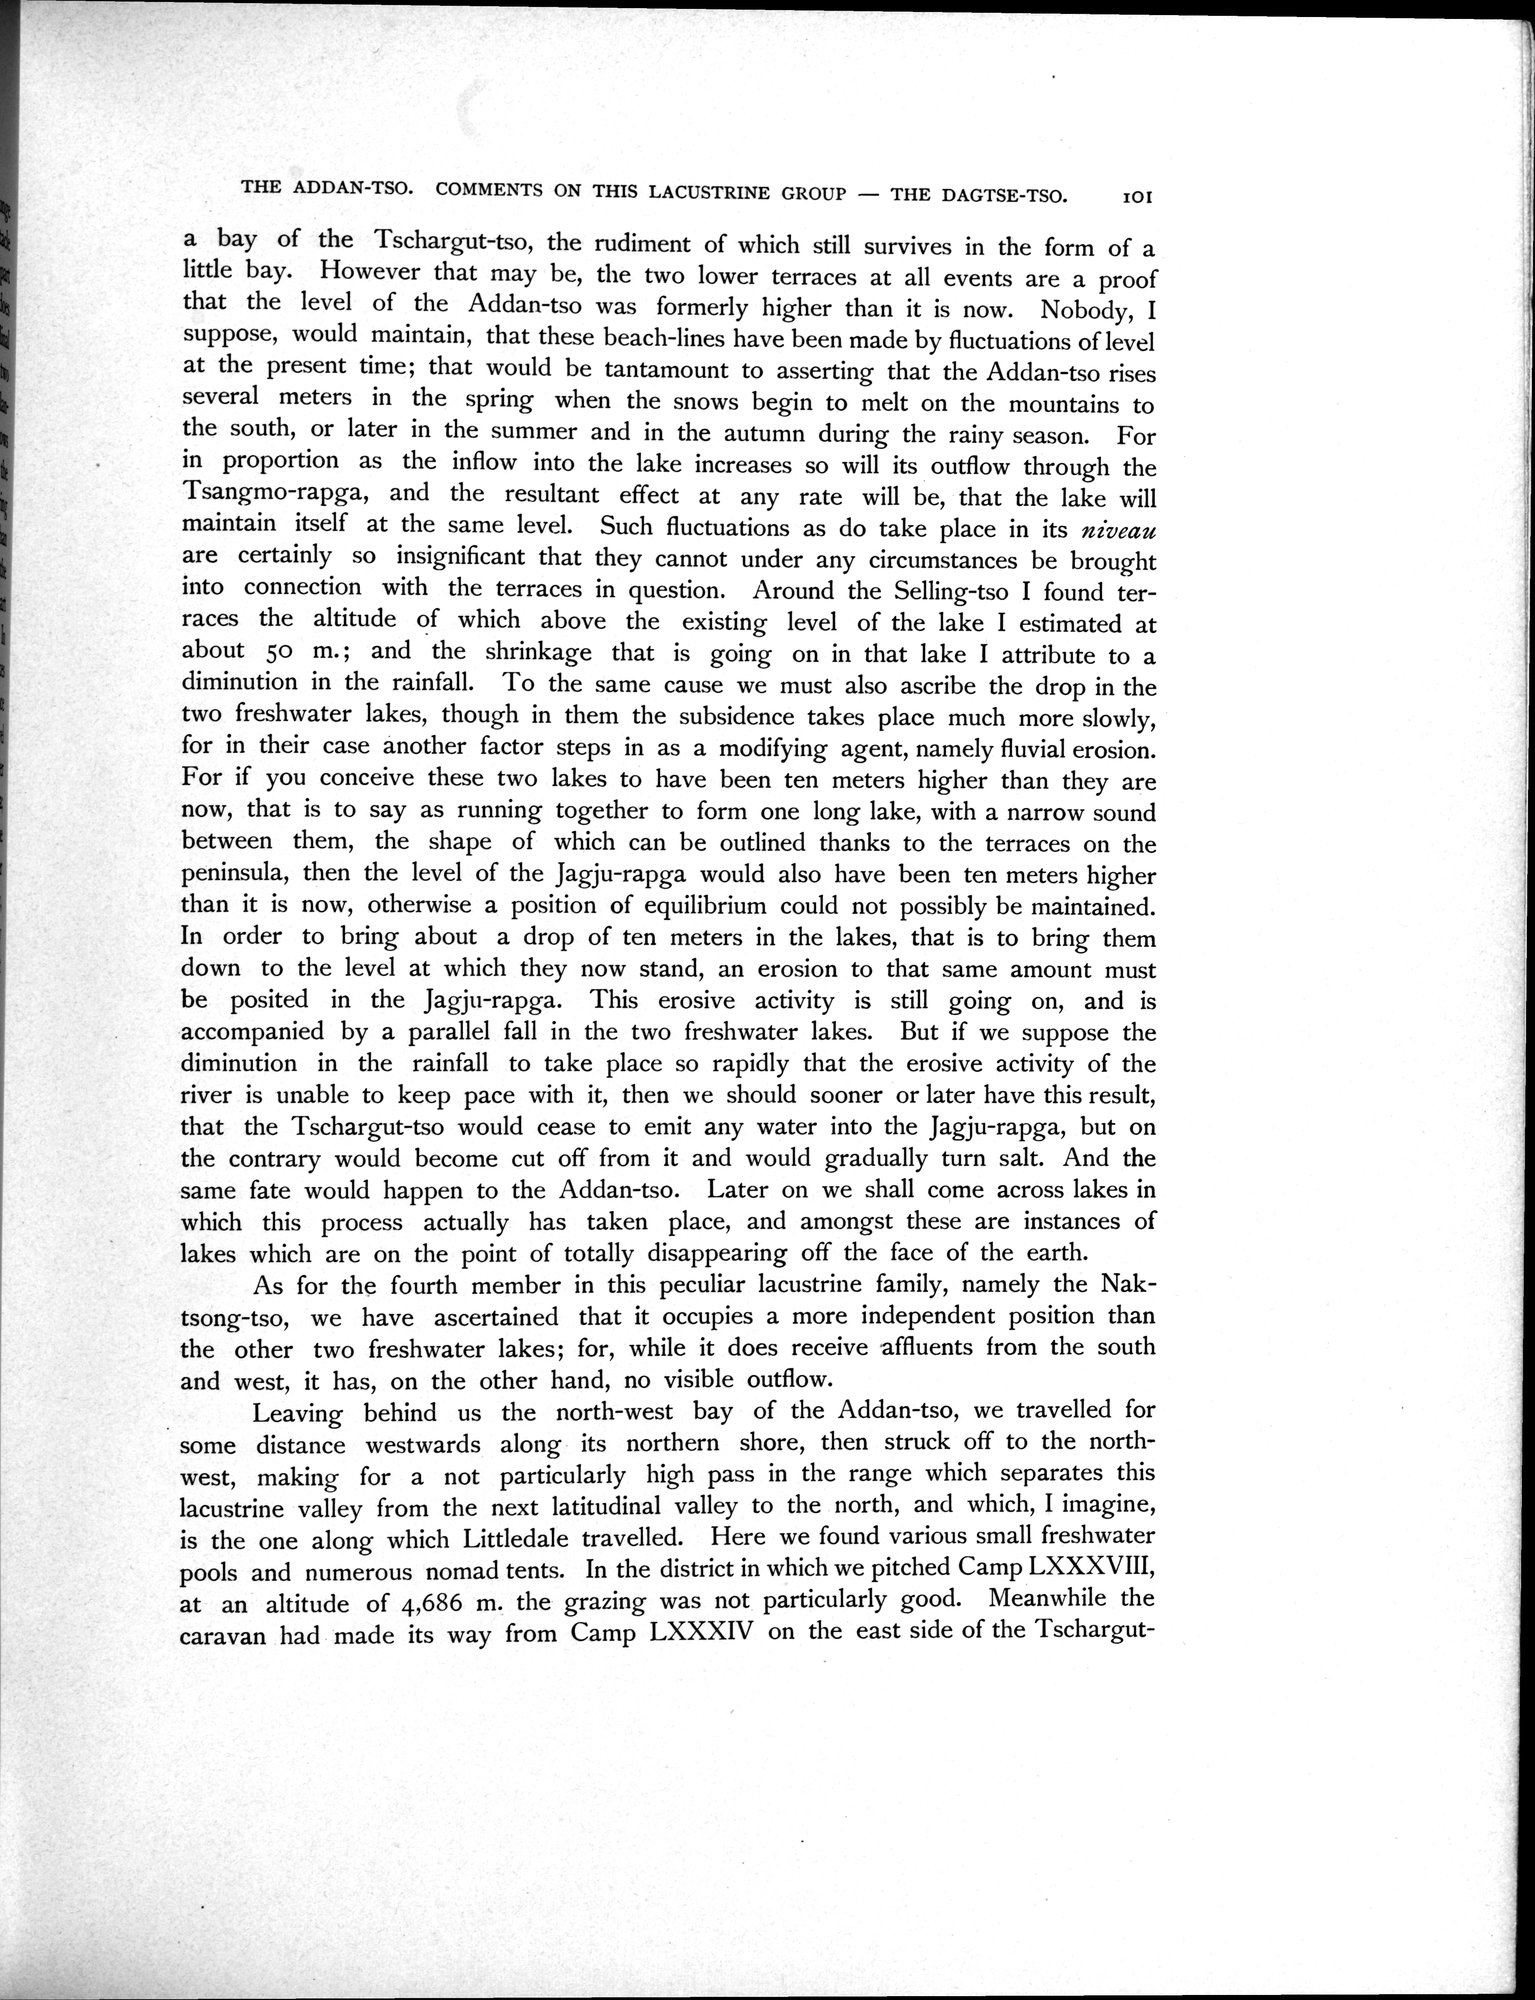 THE ADDAN-TSO. COMMENTS ON THIS LACUSTRINE GROUP — THE DAGTSE-TSO. 101
a bay of the Tschargut-tso, the rudiment of which still survives in the form of a
little bay. However that may be, the two lower terraces at all events are a proof
that the level of the Addan-tso was formerly higher than it is now. Nobody, I
suppose, would maintain, that these beach-lines have been made by fluctuations of level
at the present time; that would be tantamount to asserting that the Addan-tso rises
several meters in the spring when the snows begin to melt on the mountains to
the south, or later in the summer and in the autumn during the rainy season. For
in proportion as the inflow into the lake increases so will its outflow through the
Tsangmo-rapga, and the resultant effect at any rate will be, that the lake will
maintain itself at the same level. Such fluctuations as do take place in its niveau
are certainly so insignificant that they cannot under any circumstances be brought
into connection with the terraces in question. Around the Selling-tso I found ter-
races the altitude of which above the existing level of the lake I estimated at
about 50 m.; and the shrinkage that is going on in that lake I attribute to a
diminution in the rainfall. To the same cause we must also ascribe the drop in the
two freshwater lakes, though in them the subsidence takes place much more slowly,
for in their case another factor steps in as a modifying agent, namely fluvial erosion.
For if you conceive these two lakes to have been ten meters higher than they are
now, that is to say as running together to form one long lake, with a narrow sound
between them, the shape of which can be outlined thanks to the terraces on the
peninsula, then the level of the Jagju-rapga would also have been ten meters higher
than it is now, otherwise a position of equilibrium could not possibly be maintained.
In order to bring about a drop of ten meters in the lakes, that is to bring them
down to the level at which they now stand, an erosion to that same amount must
be posited in the Jagju-rapga. This erosive activity is still going on, and is
accompanied by a parallel fall in the two freshwater lakes. But if we suppose the
diminution in the rainfall to take place so rapidly that the erosive activity of the
river is unable to keep pace with it, then we should sooner or later have this result,
that the Tschargut-tso would cease to emit any water into the Jagju-rapga, but on
the contrary would become cut off from it and would gradually turn salt. And the
same fate would happen to the Addan-tso. Later on we shall come across lakes in
which this process actually has taken place, and amongst these are instances of
lakes which are on the point of totally disappearing off the face of the earth.
As for the fourth member in this peculiar lacustrine family, namely the Nak-
tsong-tso, we have ascertained that it occupies a more independent position than
the other two freshwater lakes; for, while it does receive affluents from the south
and west, it has, on the other hand, no visible outflow.
Leaving behind us the north-west bay of the Addan-tso, we travelled for
some distance westwards along its northern shore, then struck off to the north-
west, making for a not particularly high pass in the range which separates this
lacustrine valley from the next latitudinal valley to the north, and which, I imagine,
is the one along which Littledale travelled. Here we found various small freshwater
pools and numerous nomad tents. In the district in which we pitched Camp LXXXVIII,
at an altitude of 4,686 m. the grazing was not particularly good. Meanwhile the
caravan had made its way from Camp LXXXIV on the east side of the Tschargut-